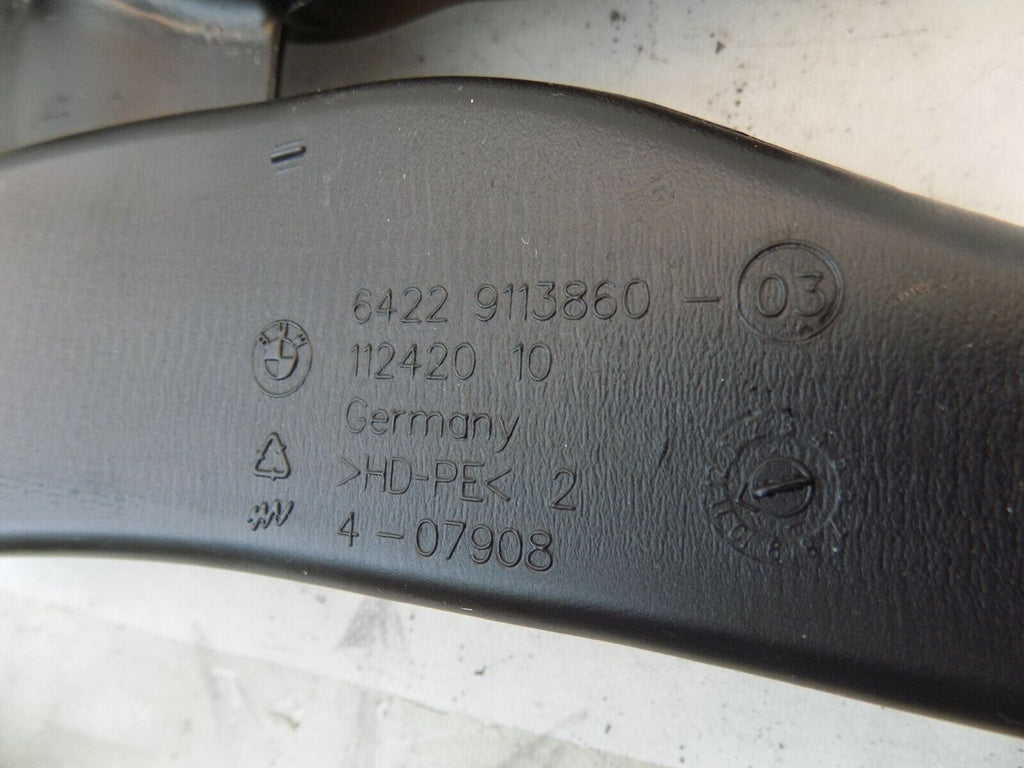 6422 9113860 - 03
112420 10
Germany
>HD-PE< 2
4-07908